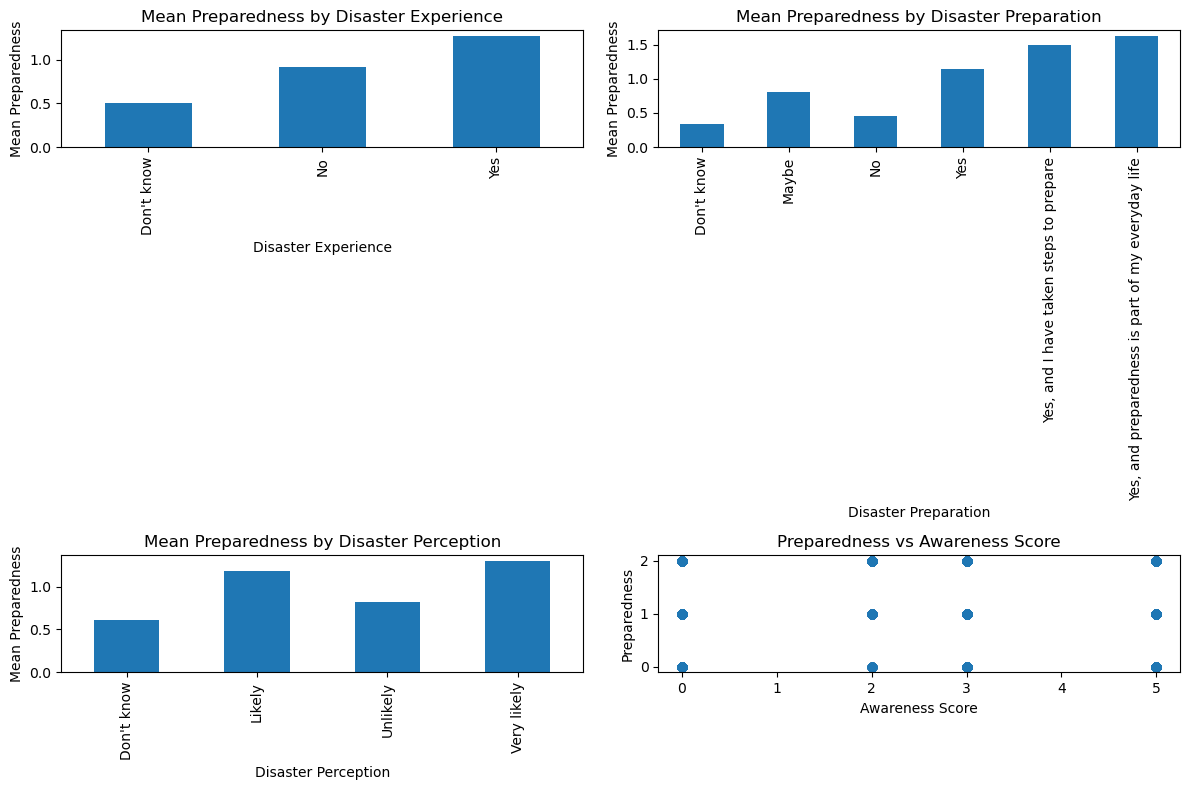 Mean Preparedness by Disaster Experience
Mean Preparedness
1.0
0.5
0.0
Don't know
No
Yes
Disaster Experience
Mean Preparedness by Disaster Preparation
Mean Preparedness
1.5
1.0
0.5
0.0
Don't know
Maybe
No
Yes
Yes, and I have taken steps to prepare
Yes, and preparedness is part of my everyday life
Disaster Preparation
Mean Preparedness by Disaster Perception
Mean Preparedness
1.0
0.5
0.0
Don't know
Likely
Unlikely
Very likely
Disaster Perception
Preparedness vs Awareness Score
Preparedness
2
1
0
0 1 2 3 4 5
Awareness Score